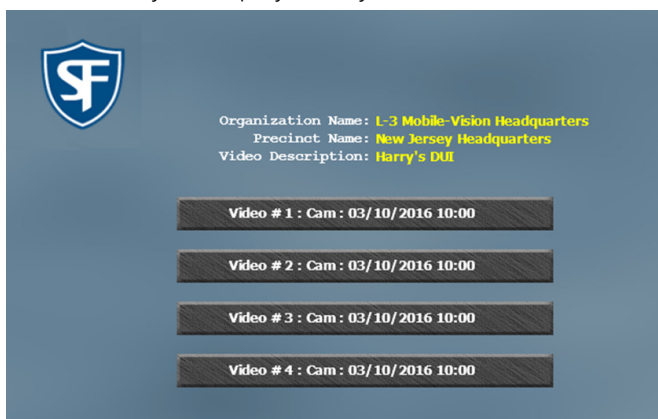 SF
Organization Name: L-3 Mobile-Vision Headquarters
Precinct Name: New Jersey Headquarters
Video Description: Harry's DUI
Video # 1 : Cam : 03/10/2016 10:00
Video # 2 : Cam : 03/10/2016 10:00
Video # 3 : Cam : 03/10/2016 10:00
Video # 4 : Cam : 03/10/2016 10:00